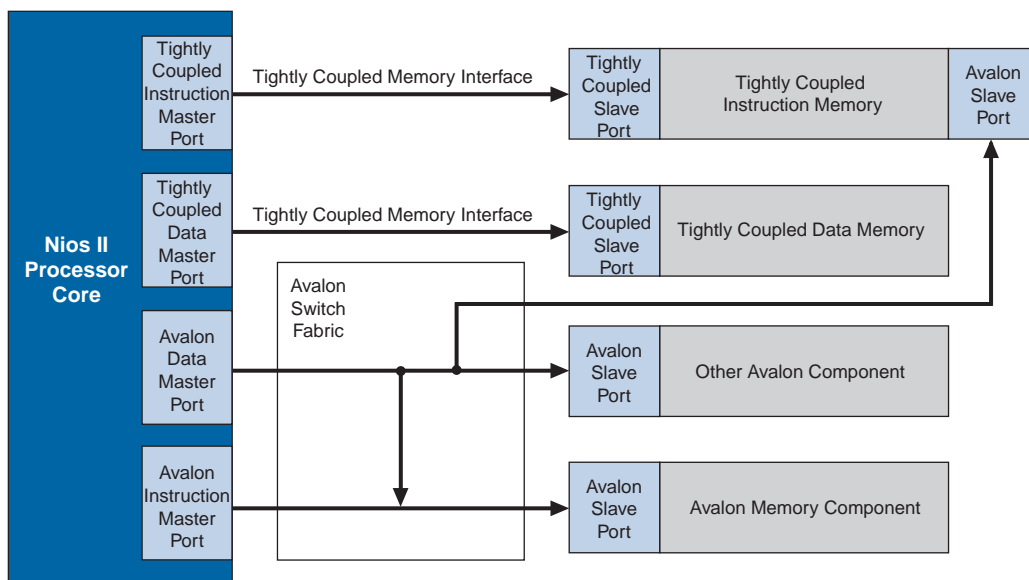 Nios II
Processor
Core
Tightly
Coupled
Instruction
Master
Port
Tightly Coupled Memory Interface
Tightly
Coupled
Slave
Port
Tightly Coupled
Instruction Memory
Avalon
Slave
Port
Tightly
Coupled
Data
Master
Port
Tightly Coupled Memory Interface
Tightly
Coupled
Slave
Port
Tightly Coupled Data Memory
Avalon
Switch
Fabric
Avalon
Data
Master
Port
Avalon
Slave
Port
Other Avalon Component
Avalon
Instruction
Master
Port
Avalon
Slave
Port
Avalon Memory Component